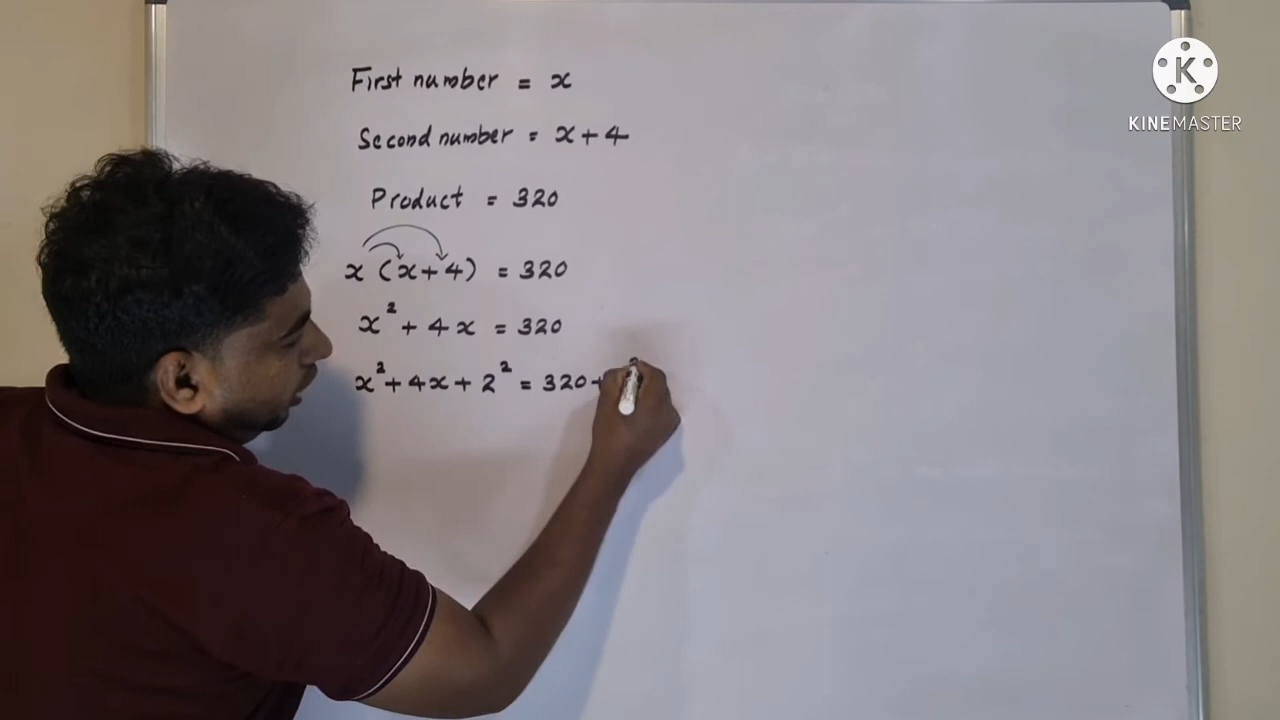 First number = x
Second number = x + 4
Product = 320
x (x + 4) = 320
x² + 4x = 320
x² + 4x + 2² = 320 +
KINEMASTER